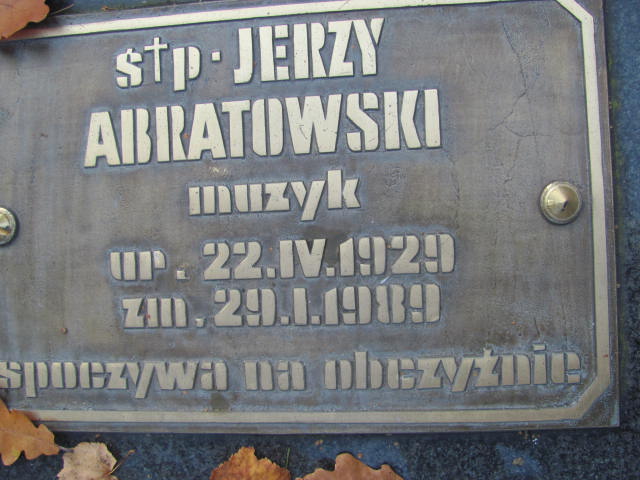 ś†p · JERZY
ABRATOWSKI
muzyk
ur. 22.IV.1929
zm. 29.I.1989
spoczywa na obczyźnie